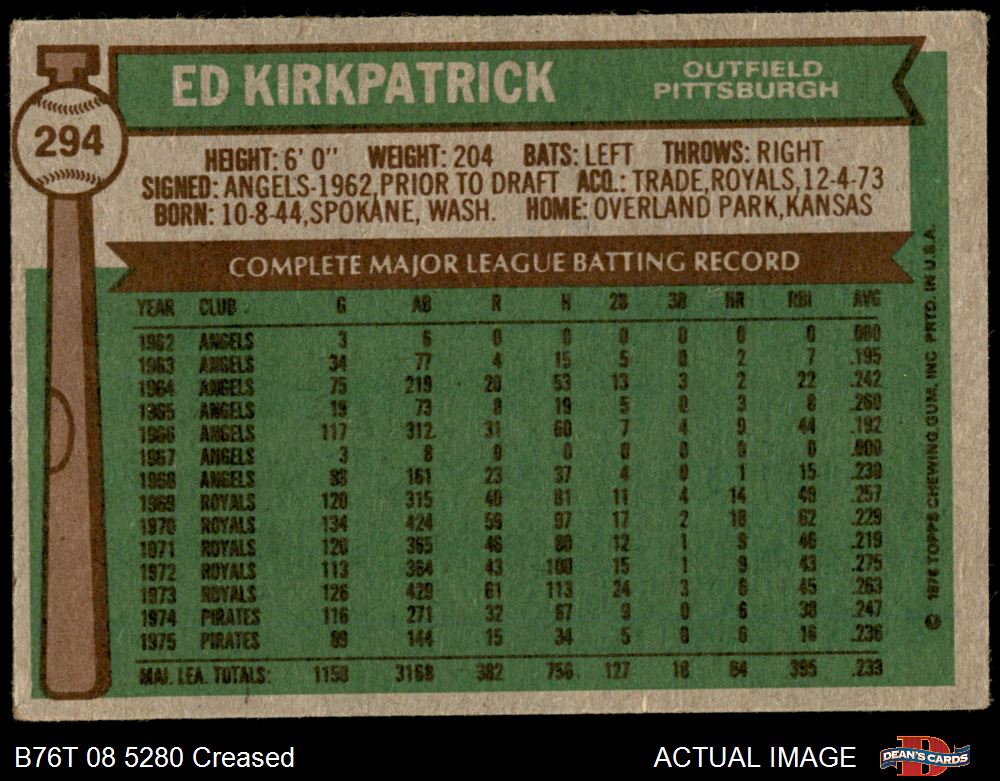 ED KIRKPATRICK
OUTFIELD
PITTSBURGH
294
HEIGHT: 6' 0" WEIGHT: 204 BATS: LEFT THROWS: RIGHT
SIGNED: ANGELS-1962, PRIOR TO DRAFT ACQ.: TRADE, ROYALS, 12-4-73
BORN: 10-8-44, SPOKANE, WASH. HOME: OVERLAND PARK, KANSAS
COMPLETE MAJOR LEAGUE BATTING RECORD
YEAR CLUB G AB R H 2B 3B HR RBI AVG
1962 ANGELS 3 6 0 0 0 0 0 0 .000
1963 ANGELS 34 77 4 15 5 0 2 7 .195
1964 ANGELS 75 219 20 53 13 3 2 22 .242
1965 ANGELS 19 73 8 19 5 0 3 8 .260
1966 ANGELS 117 312 31 60 7 4 9 44 .192
1967 ANGELS 3 8 0 0 0 0 0 0 .000
1968 ANGELS 89 161 23 37 4 0 1 15 .230
1969 ROYALS 120 315 40 81 11 4 14 49 .257
1970 ROYALS 134 424 59 97 17 2 18 62 .229
1971 ROYALS 120 365 46 80 12 1 9 46 .219
1972 ROYALS 113 364 43 100 15 1 9 43 .275
1973 ROYALS 126 429 61 113 24 3 6 45 .263
1974 PIRATES 116 271 32 67 9 0 6 38 .247
1975 PIRATES 89 144 15 34 5 0 6 16 .236
MAJ. LEA. TOTALS: 1158 3168 382 756 127 18 84 395 .239
© 1976 TOPPS CHEWING GUM, INC. PRTD. IN U.S.A.
B76T 08 5280 Creased
ACTUAL IMAGE
DEAN'S CARDS